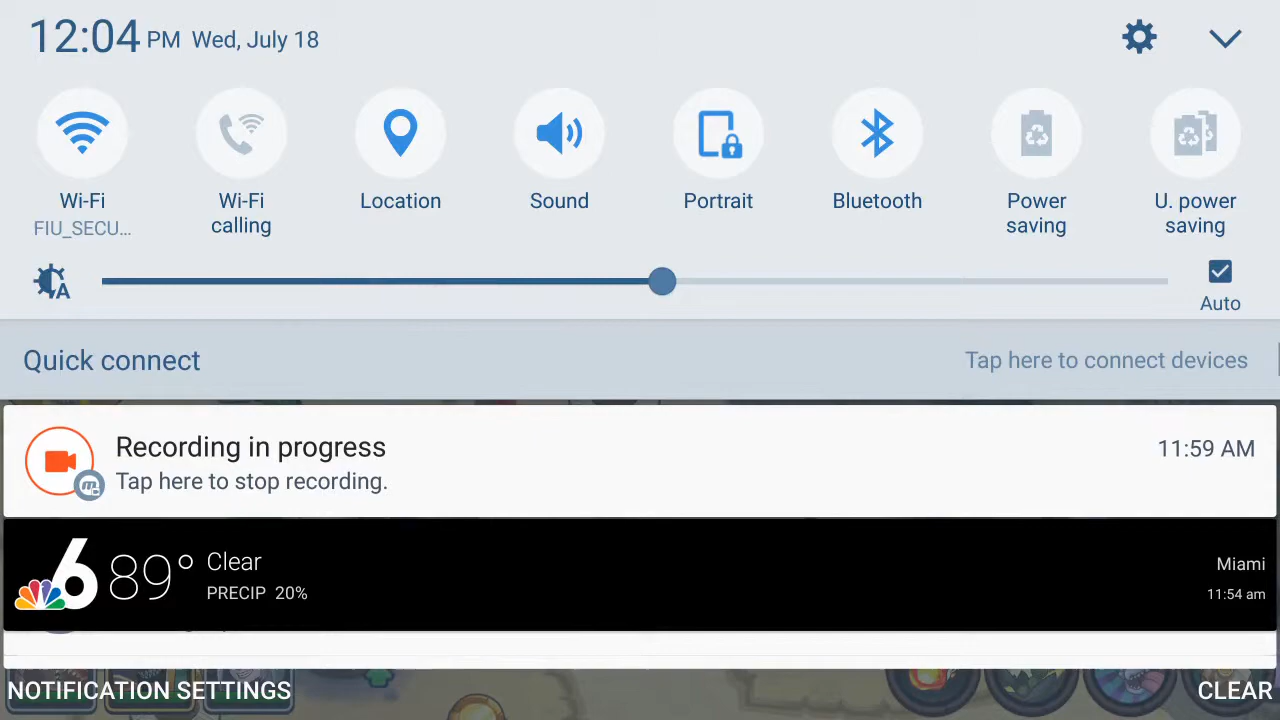 12:04 PM Wed, July 18
Wi-Fi
FIU_SECU...
Wi-Fi
calling
Location
Sound
Portrait
Bluetooth
Power
saving
U. power
saving
A
Auto
Quick connect
Tap here to connect devices
Recording in progress
11:59 AM
Tap here to stop recording.
6
89° Clear
PRECIP 20%
Miami
11:54 am
NOTIFICATION SETTINGS
CLEAR